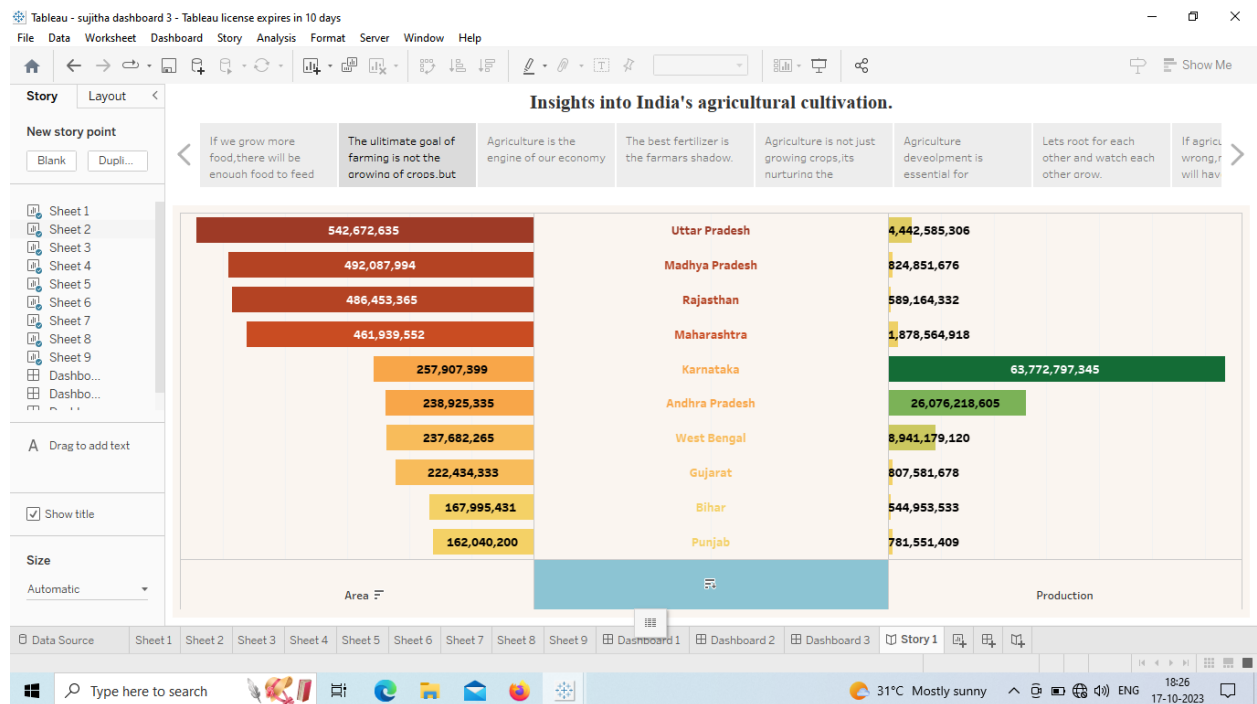 Tableau - sujitha dashboard 3 - Tableau license expires in 10 days
File Data Worksheet Dashboard Story Analysis Format Server Window Help
Show Me
Story Layout
Insights into India's agricultural cultivation.
New story point
Blank Dupli...
If we grow more
food,there will be
enough food to feed
The ulitimate goal of
farming is not the
growing of crops,but
Agriculture is the
engine of our economy
The best fertilizer is
the farmars shadow.
Agriculture is not just
growing crops,its
nurturing the
Agriculture
deveolpment is
essential for
Lets root for each
other and watch each
other grow.
If agricu
wrong,n
will hav
Sheet 1
Sheet 2
Sheet 3
Sheet 4
Sheet 5
Sheet 6
Sheet 7
Sheet 8
Sheet 9
Dashbo...
Dashbo...
A Drag to add text
Show title
Size
Automatic
542,672,635 Uttar Pradesh 4,442,585,306
492,087,994 Madhya Pradesh 824,851,676
486,453,365 Rajasthan 589,164,332
461,939,552 Maharashtra 1,878,564,918
257,907,399 Karnataka 63,772,797,345
238,925,335 Andhra Pradesh 26,076,218,605
237,682,265 West Bengal 8,941,179,120
222,434,333 Gujarat 807,581,678
167,995,431 Bihar 544,953,533
162,040,200 Punjab 781,551,409
Area Production
Data Source Sheet 1 Sheet 2 Sheet 3 Sheet 4 Sheet 5 Sheet 6 Sheet 7 Sheet 8 Sheet 9 Dashboard 1 Dashboard 2 Dashboard 3 Story 1
Type here to search
31°C Mostly sunny ENG
18:26
17-10-2023